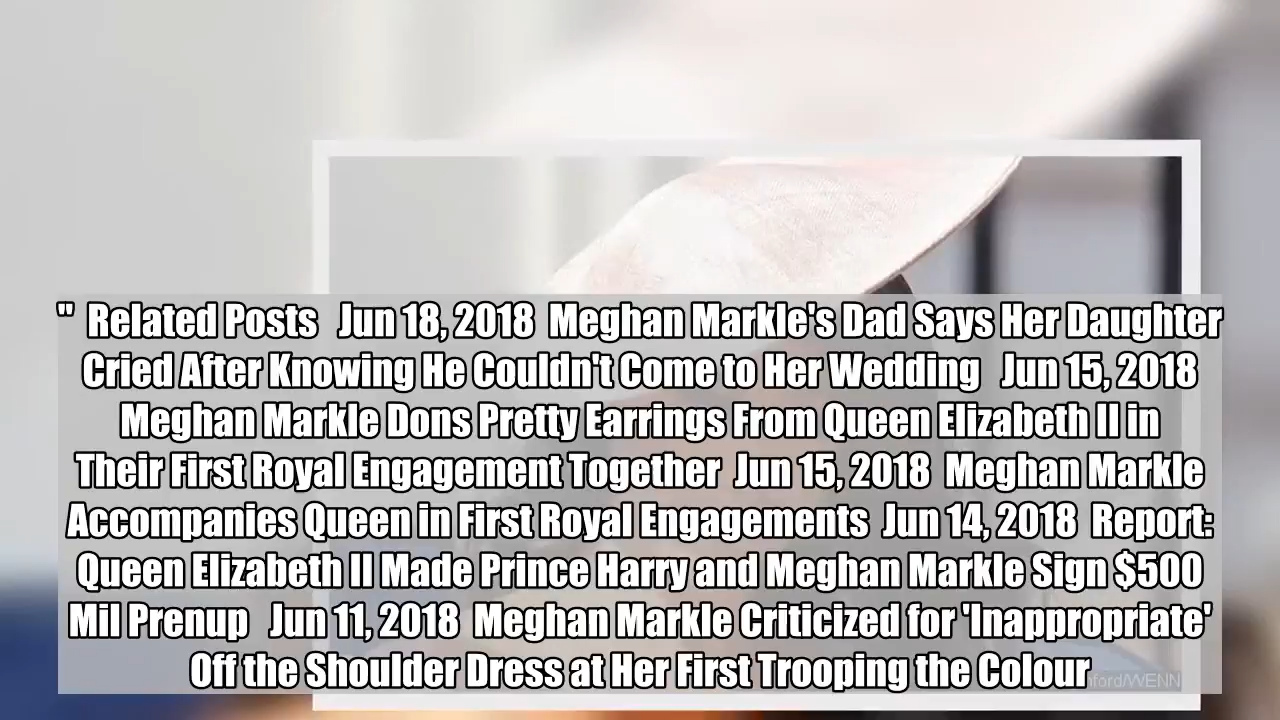 "  Related Posts   Jun 18, 2018  Meghan Markle's Dad Says Her Daughter
Cried After Knowing He Couldn't Come to Her Wedding   Jun 15, 2018
Meghan Markle Dons Pretty Earrings From Queen Elizabeth II in
Their First Royal Engagement Together  Jun 15, 2018  Meghan Markle
Accompanies Queen in First Royal Engagements  Jun 14, 2018  Report:
Queen Elizabeth II Made Prince Harry and Meghan Markle Sign $500
Mil Prenup   Jun 11, 2018  Meghan Markle Criticized for 'Inappropriate'
Off the Shoulder Dress at Her First Trooping the Colour
/WENN